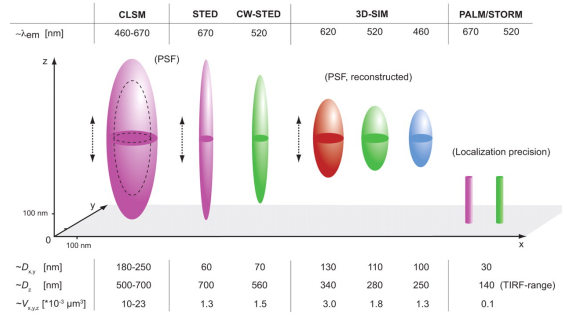 CLSM STED CW-STED 3D-SIM PALM/STORM
~λem [nm] 460-670 670 520 620 520 460 670 520
z
(PSF)
(PSF, reconstructed)
(Localization precision)
y
100 nm
0
100 nm
x
~Dx,y [nm] 180-250 60 70 130 110 100 30
~Dz [nm] 500-700 700 560 340 280 250 140 (TIRF-range)
~Vx,y,z [*10⁻³ µm³] 10-23 1.3 1.5 3.0 1.8 1.3 0.1